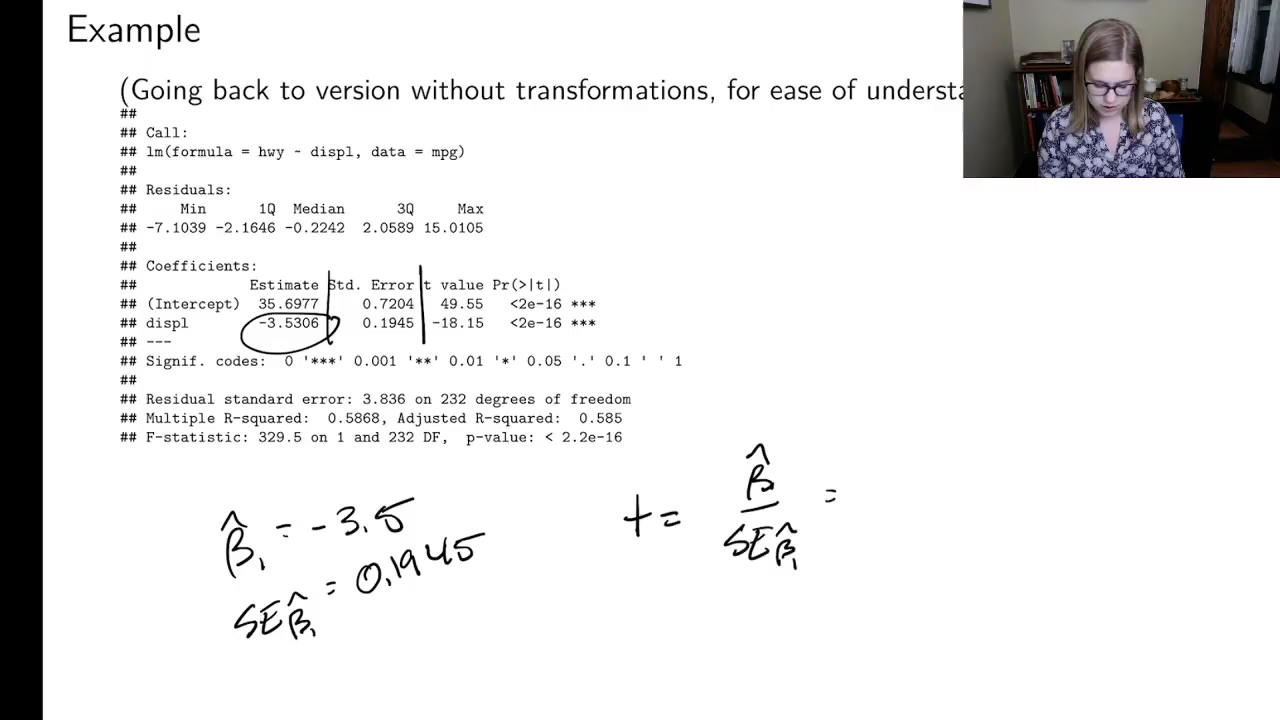 Example
(Going back to version without transformations, for ease of underst
##
## Call:
## lm(formula = hwy ~ displ, data = mpg)
##
## Residuals:
##     Min      1Q  Median      3Q     Max
## -7.1039 -2.1646 -0.2242  2.0589 15.0105
##
## Coefficients:
##             Estimate Std. Error t value Pr(>|t|)
## (Intercept)  35.6977     0.7204   49.55   <2e-16 ***
## displ        -3.5306     0.1945  -18.15   <2e-16 ***
## ---
## Signif. codes:  0 '***' 0.001 '**' 0.01 '*' 0.05 '.' 0.1 ' ' 1
##
## Residual standard error: 3.836 on 232 degrees of freedom
## Multiple R-squared:  0.5868, Adjusted R-squared:  0.585
## F-statistic: 329.5 on 1 and 232 DF,  p-value: < 2.2e-16
β̂₁ = -3.5
SE β̂₁ = 0.1945
t = β̂₁ / SE β̂₁ =